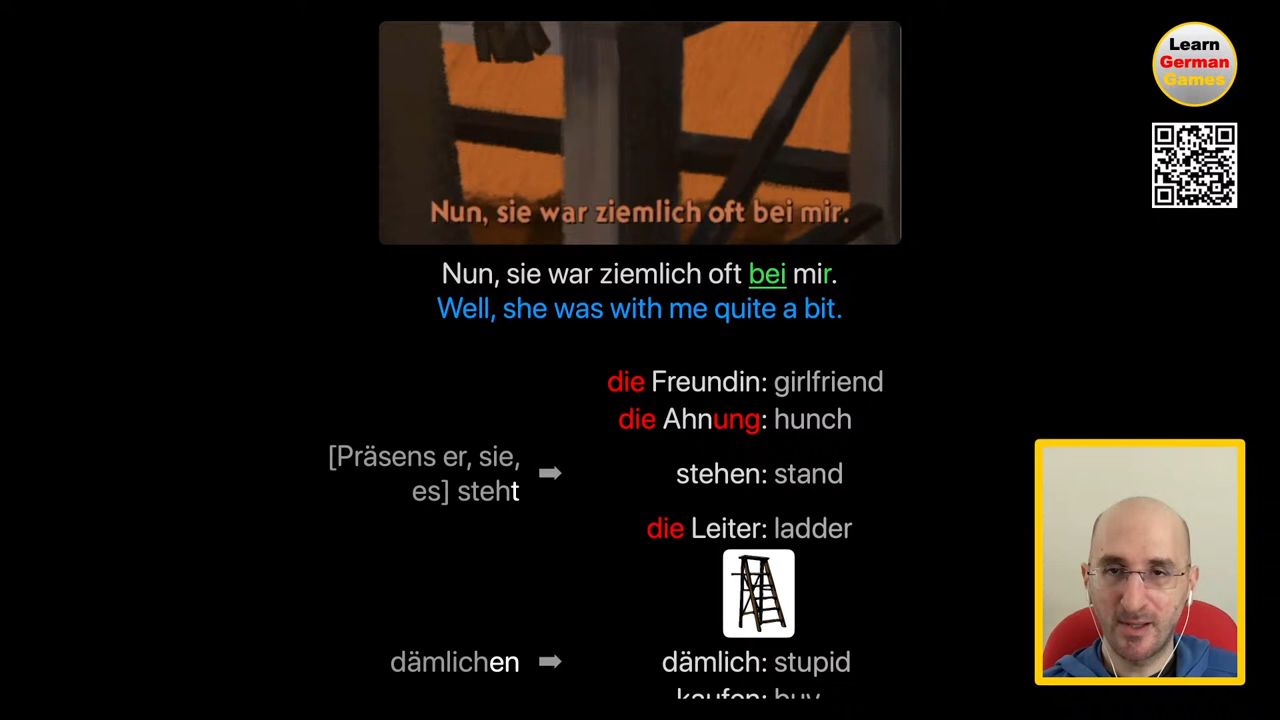 Learn
German
Games
Nun, sie war ziemlich oft bei mir.
Nun, sie war ziemlich oft bei mir.
Well, she was with me quite a bit.
die Freundin: girlfriend
die Ahnung: hunch
[Präsens er, sie,
es] steht ➡ stehen: stand
die Leiter: ladder
dämlichen ➡ dämlich: stupid
kaufen: buy